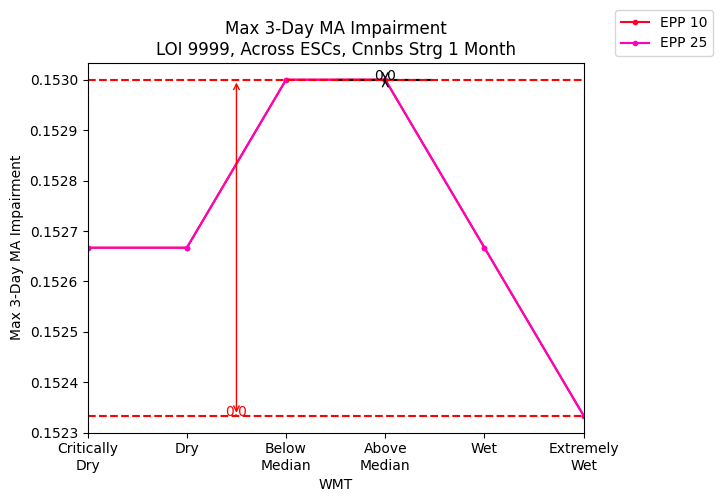 Max 3-Day MA Impairment
LOI 9999, Across ESCs, Cnnbs Strg 1 Month
EPP 10
EPP 25
Max 3-Day MA Impairment
0.1530
0.1529
0.1528
0.1527
0.1526
0.1525
0.1524
0.1523
0.0
0.0
Critically
Dry
Dry
Below
Median
Above
Median
Wet
Extremely
Wet
WMT